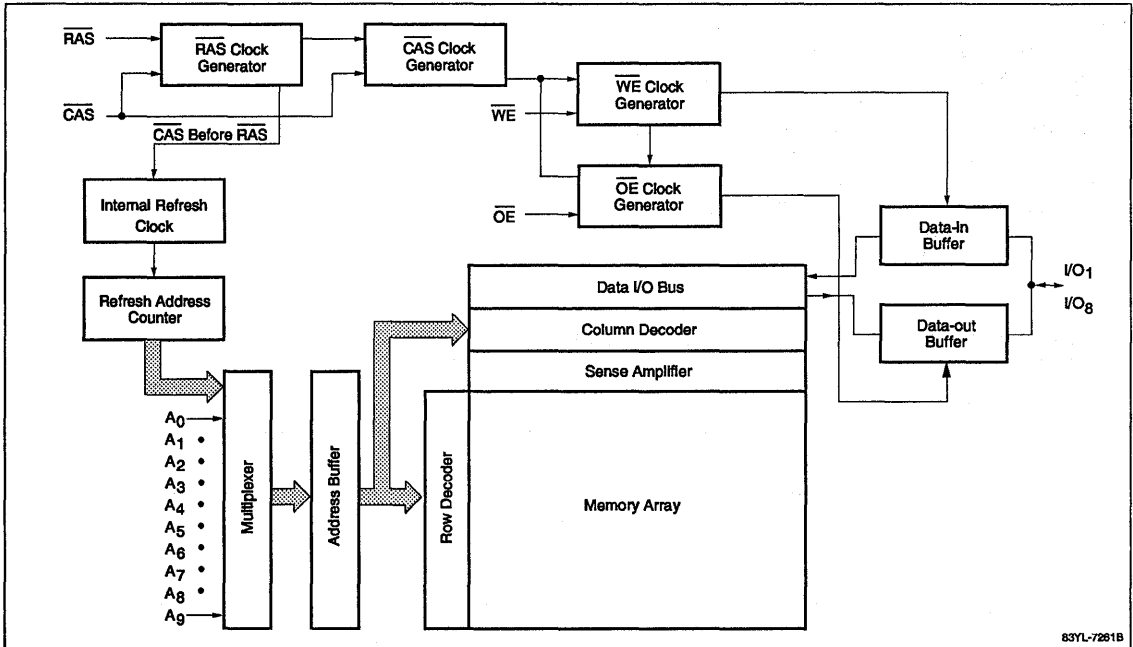 RAS
RAS Clock
Generator
CAS Clock
Generator
CAS
CAS Before RAS
WE
WE Clock
Generator
OE
OE Clock
Generator
Internal Refresh
Clock
Refresh Address
Counter
Data-In
Buffer
I/O1
I/O8
Data-out
Buffer
Data I/O Bus
Column Decoder
Sense Amplifier
A0
A1 •
A2 •
A3 •
A4 •
A5 •
A6 •
A7 •
A8 •
A9
Multiplexer
Address Buffer
Row Decoder
Memory Array
83YL-7261B